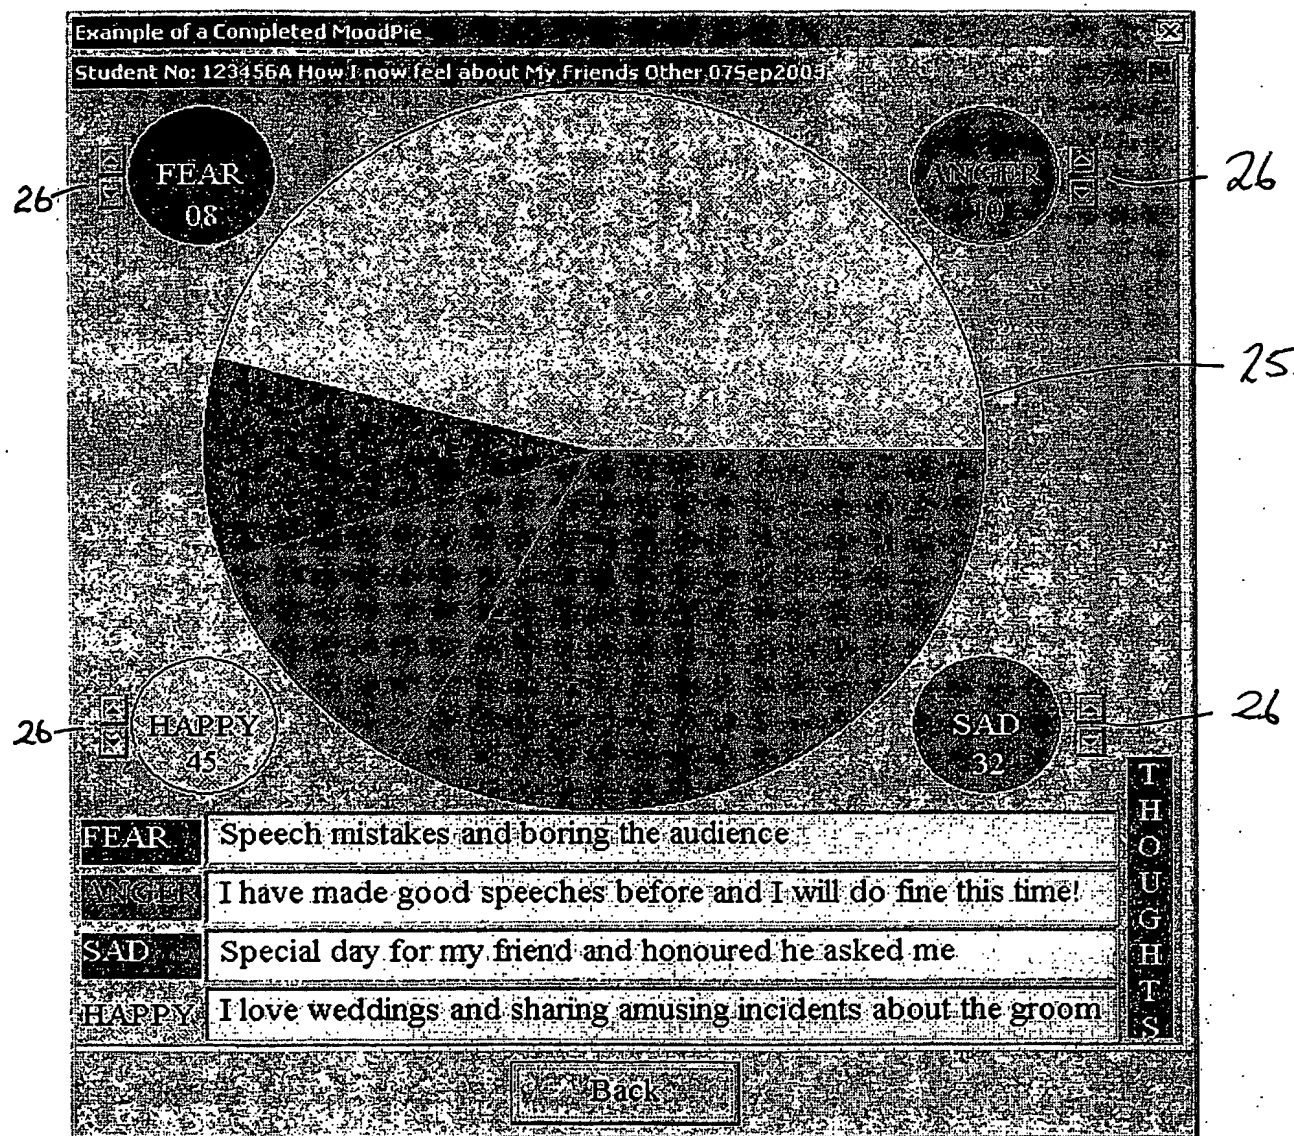 Example of a Completed MoodPie
Student No: 123456A How I now feel about My Friends Other 07Sep2003
FEAR
08
ANGER
10
26
26
25
HAPPY
45
SAD
32
26
26
THOUGHTS
FEAR Speech mistakes and boring the audience
ANGER I have made good speeches before and I will do fine this time!
SAD Special day for my friend and honoured he asked me
HAPPY I love weddings and sharing amusing incidents about the groom
Back